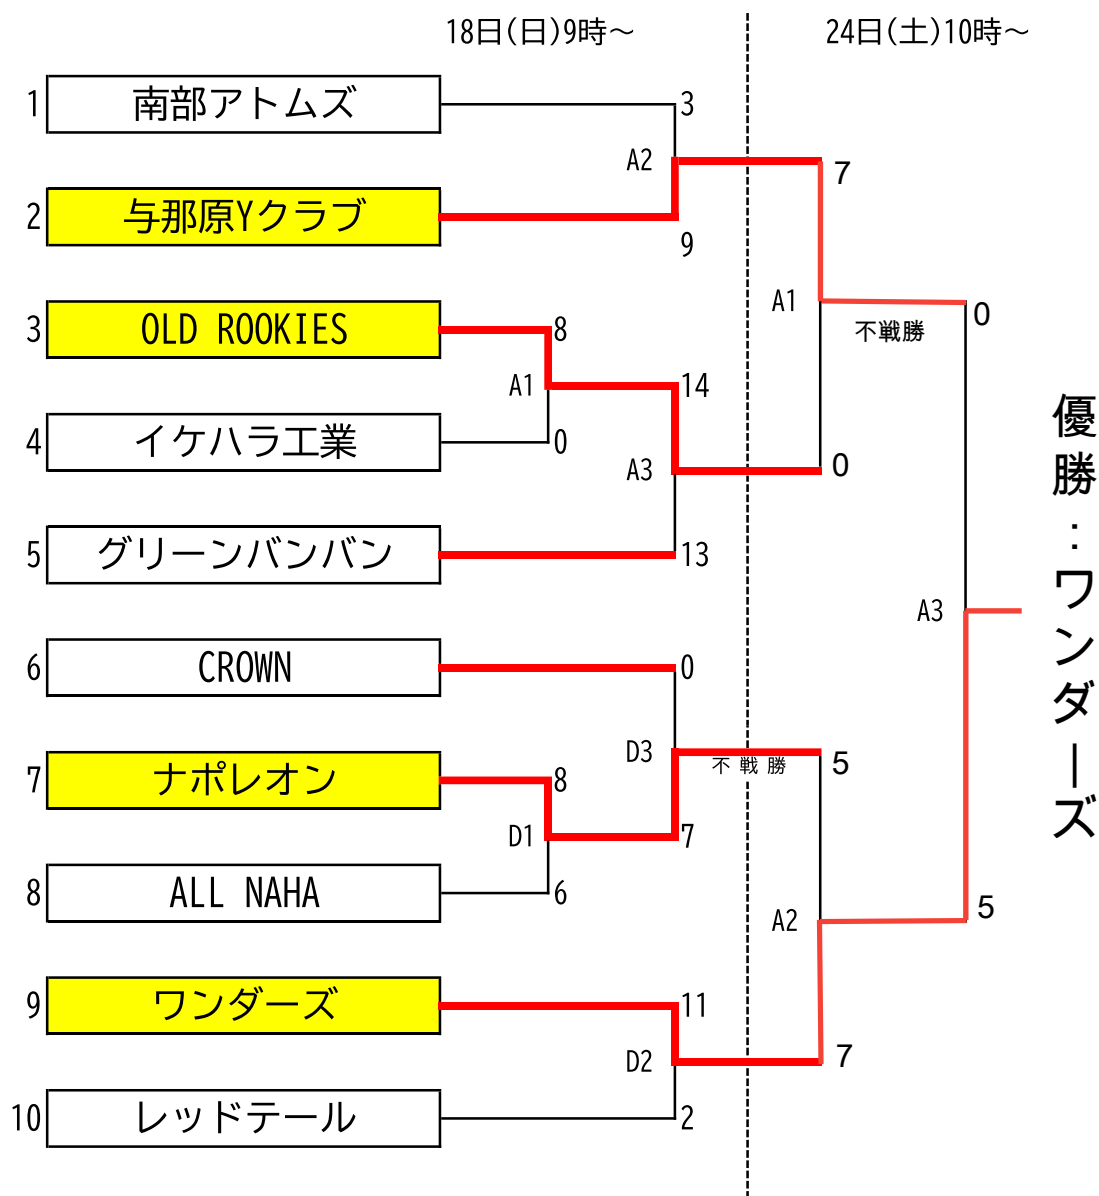 18日(日)9時～
24日(土)10時～
1 南部アトムズ
3
A2
7
2 与那原Yクラブ
9
A1
0
不戦勝
3 OLD ROOKIES
8
A1
14
4 イケハラ工業
0
A3
0
5 グリーンバンバン
13
A3
優勝：ワンダーズ
6 CROWN
0
D3
不戦勝
5
7 ナポレオン
8
D1
7
8 ALL NAHA
6
A2
5
9 ワンダーズ
11
D2
7
10 レッドテール
2